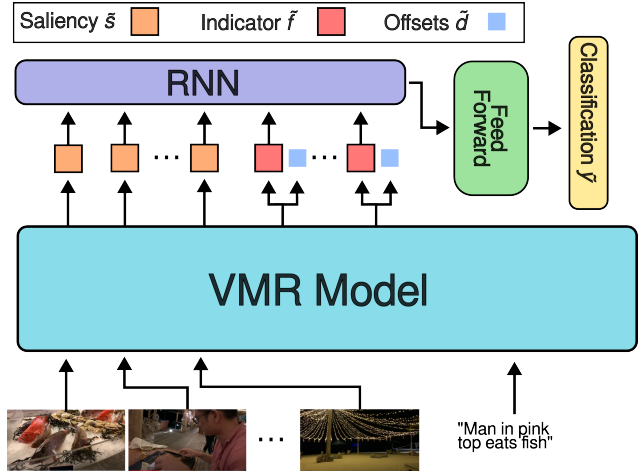 Saliency s̃ Indicator f̃ Offsets d̃
RNN
Feed
Forward
Classification ỹ
... ...
VMR Model
...
"Man in pink
top eats fish"